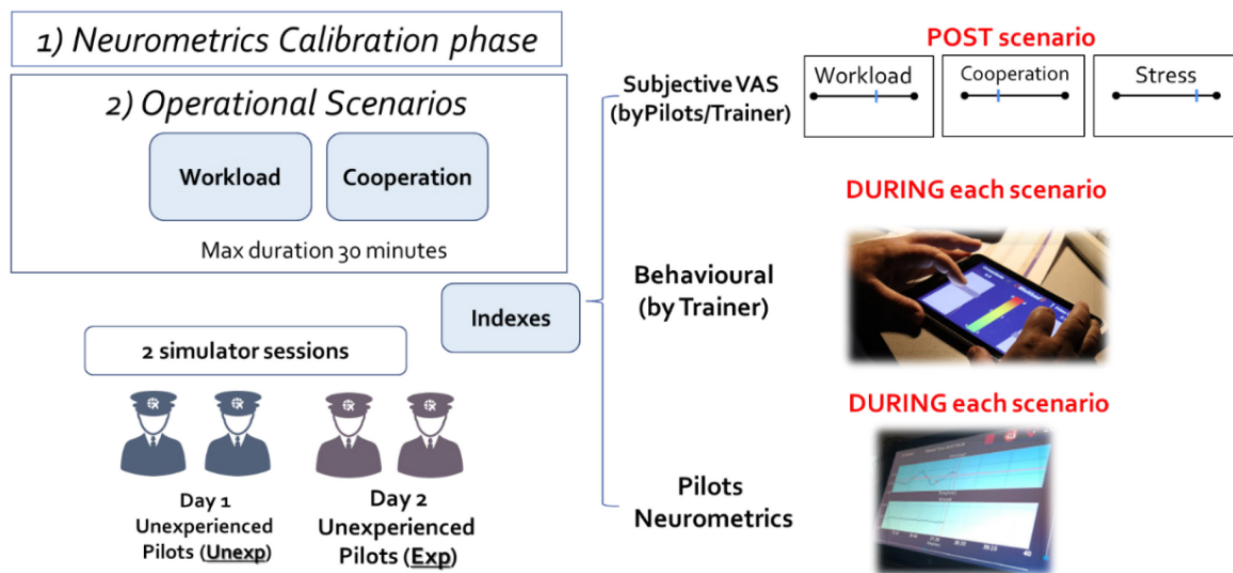 1) Neurometrics Calibration phase
2) Operational Scenarios
Workload
Cooperation
Max duration 30 minutes
Indexes
2 simulator sessions
Day 1
Unexperienced
Pilots (Unexp)
Day 2
Unexperienced
Pilots (Exp)
POST scenario
Subjective VAS
(byPilots/Trainer)
Workload
Cooperation
Stress
DURING each scenario
Behavioural
(by Trainer)
DURING each scenario
Pilots
Neurometrics